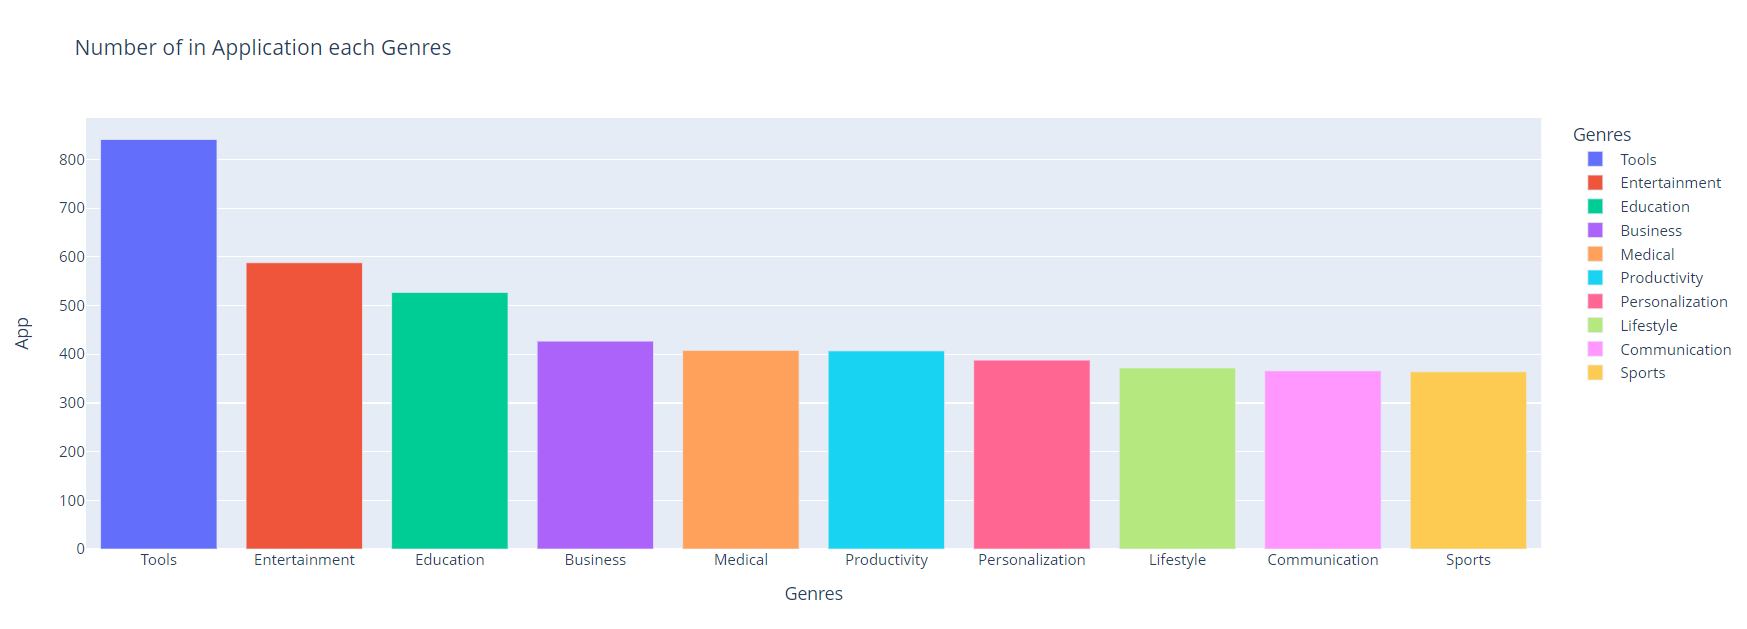 Number of in Application each Genres
App
800
700
600
500
400
300
200
100
0
Tools
Entertainment
Education
Business
Medical
Productivity
Personalization
Lifestyle
Communication
Sports
Genres
Genres
Tools
Entertainment
Education
Business
Medical
Productivity
Personalization
Lifestyle
Communication
Sports